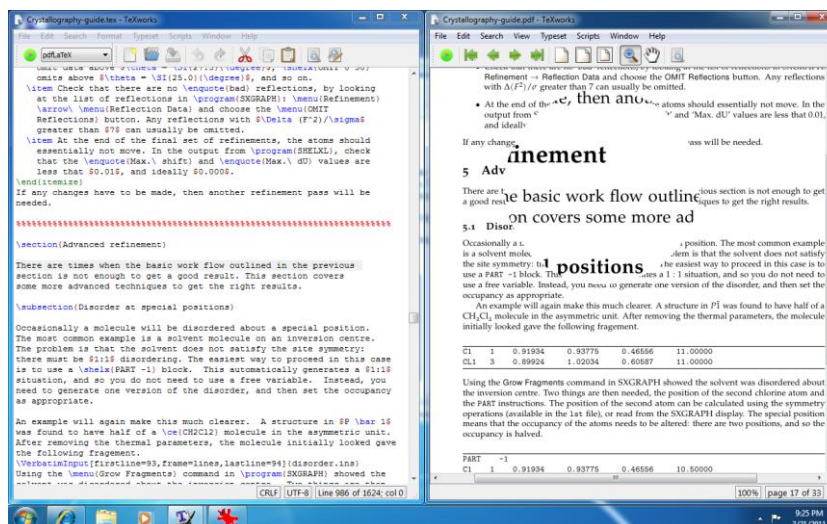 Crystallography-guide.tex - TeXworks
File Edit Search Format Typeset Scripts Window Help
pdfLaTeX
omits above $\theta = \SI{25.0}{\degree}$, and so on.
\item Check that there are no \enquote{bad} reflections, by looking
at the list of reflections in \program{SXGRAPH}: \menu{Refinement}
\arrow\ \menu{Reflection Data} and choose the \menu{OMIT
Reflections} button. Any reflections with $\Delta (F^2)/\sigma$
greater than $7$ can usually be omitted.
\item At the end of the final set of refinements, the atoms should
essentially not move. In the output from \program{SHELXL}, check
that the \enquote{Max.\ shift} and \enquote{Max.\ dU} values are
less that $0.01$, and ideally $0.000$.
\end{itemize}
If any changes have to be made, then another refinement pass will be
needed.
\section{Advanced refinement}
There are times when the basic work flow outlined in the previous
section is not enough to get a good result. This section covers
some more advanced techniques to get the right results.
\subsection{Disorder at special positions}
Occasionally a molecule will be disordered about a special position.
The most common example is a solvent molecule on an inversion centre.
The problem is that the solvent does not satisfy the site symmetry:
there must be $1:1$ disordering. The easiest way to proceed in this case
is to use a \shelx{PART -1} block. This automatically generates a $1:1$
situation, and so you do not need to use a free variable. Instead, you
need to generate one version of the disorder, and then set the occupancy
as appropriate.
An example will again make this much clearer. A structure in $P \bar 1$
was found to have half of a \ce{CH2Cl2} molecule in the asymmetric unit.
After removing the thermal parameters, the molecule initially looked gave
the following fragement.
\VerbatimInput[firstline=93,frame=lines,lastline=94]{disorder.ins}
Using the \menu{Grow Fragments} command in \program{SXGRAPH} showed the
CRLF UTF-8 Line 986 of 1624; col 0
Crystallography-guide.pdf - TeXworks
File Edit Search View Typeset Scripts Window Help
Refinement → Reflection Data and choose the OMIT Reflections button. Any reflections
with Δ(F²)/σ greater than 7 can usually be omitted.
• At the end of the e, then ano atoms should essentially not move. In the
output from and 'Max. dU' values are less that 0.01,
and ideally
If any change pass will be needed.
inement
5 Adv
There are t e basic work flow outline ious section is not enough to get
a good res iques to get the right results.
on covers some more ad
5.1 Disor
Occasionally a position. The most common example
is a solvent molec lem is that the solvent does not satisfy
the site symmetry: l positions he easiest way to proceed in this case is to
use a PART -1 block. This ates a 1 : 1 situation, and so you do not need to
use a free variable. Instead, you need to generate one version of the disorder, and then set the
occupancy as appropriate.
An example will again make this much clearer. A structure in P1̄ was found to have half of a
CH₂Cl₂ molecule in the asymmetric unit. After removing the thermal parameters, the molecule
initially looked gave the following fragement.
C1 1 0.91934 0.93775 0.46556 11.00000
CL1 3 0.89924 1.02034 0.60587 11.00000
Using the Grow Fragments command in SXGRAPH showed the solvent was disordered about
the inversion centre. Two things are then needed, the position of the second chlorine atom and
the PART instructions. The position of the second atom can be calculated using the symmetry
operations (available in the lst file), or read from the SXGRAPH display. The special position
means that the occupancy of the atoms needs to be altered: there are two positions, and so the
occupancy is halved.
PART -1
C1 1 0.91934 0.93775 0.46556 10.50000
100% page 17 of 33
9:25 PM